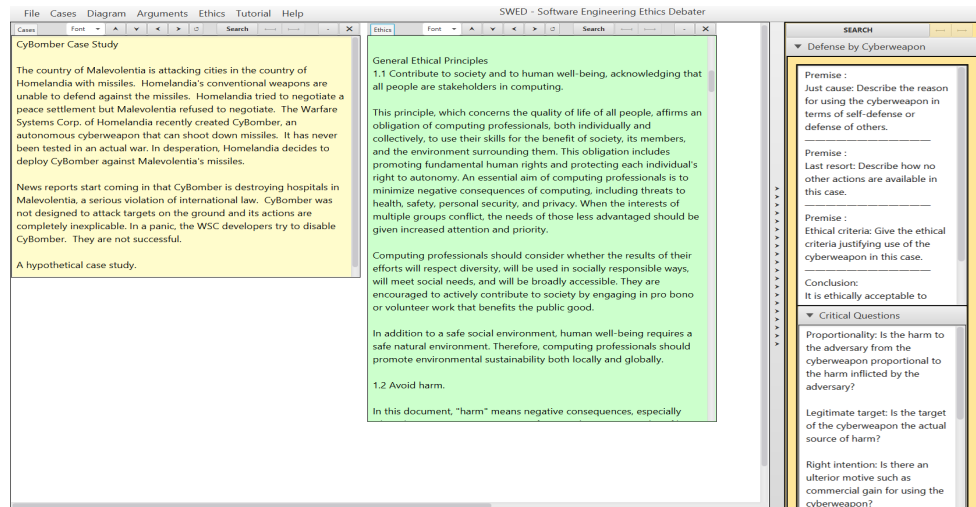 SWED - Software Engineering Ethics Debater
File Cases Diagram Arguments Ethics Tutorial Help
Cases Font Search - X
CyBomber Case Study
The country of Malevolentia is attacking cities in the country of
Homelandia with missiles. Homelandia's conventional weapons are
unable to defend against the missiles. Homelandia tried to negotiate a
peace settlement but Malevolentia refused to negotiate. The Warfare
Systems Corp. of Homelandia recently created CyBomber, an
autonomous cyberweapon that can shoot down missiles. It has never
been tested in an actual war. In desperation, Homelandia decides to
deploy CyBomber against Malevolentia's missiles.
News reports start coming in that CyBomber is destroying hospitals in
Malevolentia, a serious violation of international law. CyBomber was
not designed to attack targets on the ground and its actions are
completely inexplicable. In a panic, the WSC developers try to disable
CyBomber. They are not successful.
A hypothetical case study.
Ethics Font Search - X
General Ethical Principles
1.1 Contribute to society and to human well-being, acknowledging that
all people are stakeholders in computing.
This principle, which concerns the quality of life of all people, affirms an
obligation of computing professionals, both individually and
collectively, to use their skills for the benefit of society, its members,
and the environment surrounding them. This obligation includes
promoting fundamental human rights and protecting each individual's
right to autonomy. An essential aim of computing professionals is to
minimize negative consequences of computing, including threats to
health, safety, personal security, and privacy. When the interests of
multiple groups conflict, the needs of those less advantaged should be
given increased attention and priority.
Computing professionals should consider whether the results of their
efforts will respect diversity, will be used in socially responsible ways,
will meet social needs, and will be broadly accessible. They are
encouraged to actively contribute to society by engaging in pro bono
or volunteer work that benefits the public good.
In addition to a safe social environment, human well-being requires a
safe natural environment. Therefore, computing professionals should
promote environmental sustainability both locally and globally.
1.2 Avoid harm.
In this document, "harm" means negative consequences, especially
SEARCH
Defense by Cyberweapon
Premise :
Just cause: Describe the reason
for using the cyberweapon in
terms of self-defense or
defense of others.
Premise :
Last resort: Describe how no
other actions are available in
this case.
Premise :
Ethical criteria: Give the ethical
criteria justifying use of the
cyberweapon in this case.
Conclusion:
It is ethically acceptable to
Critical Questions
Proportionality: Is the harm to
the adversary from the
cyberweapon proportional to
the harm inflicted by the
adversary?
Legitimate target: Is the target
of the cyberweapon the actual
source of harm?
Right intention: Is there an
ulterior motive such as
commercial gain for using the
cyberweapon?